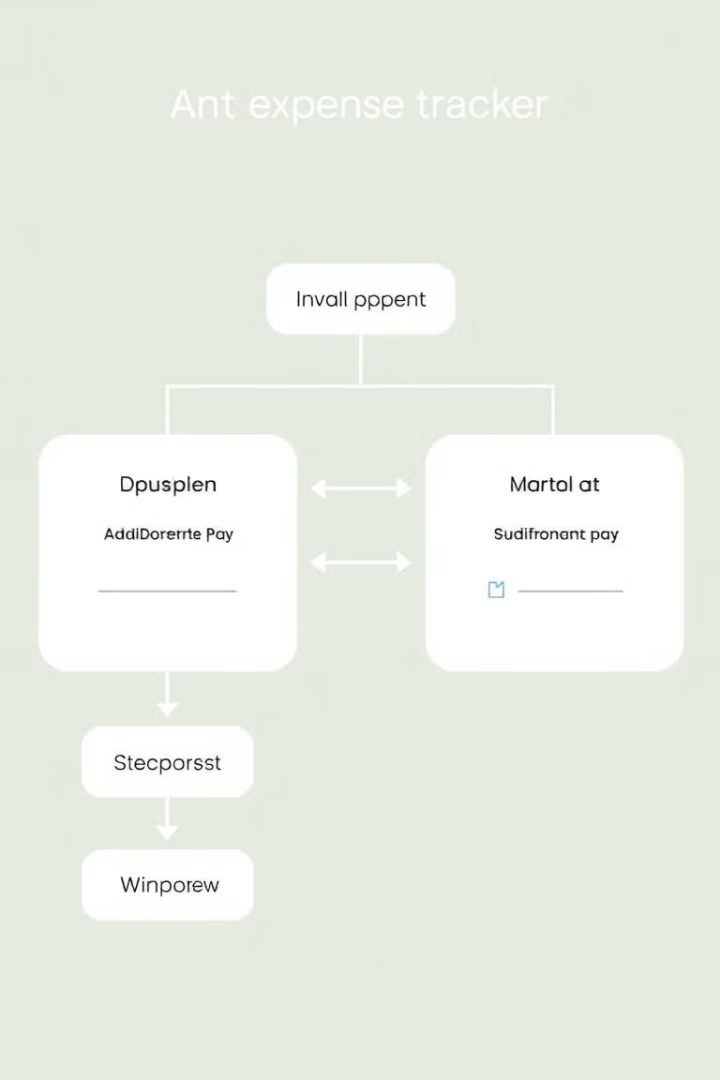 Ant expense tracker
Invall pppent
Dpusplen
AddiDorerrte Pay
Martol at
Sudifronant pay
Stecporsst
Winporew